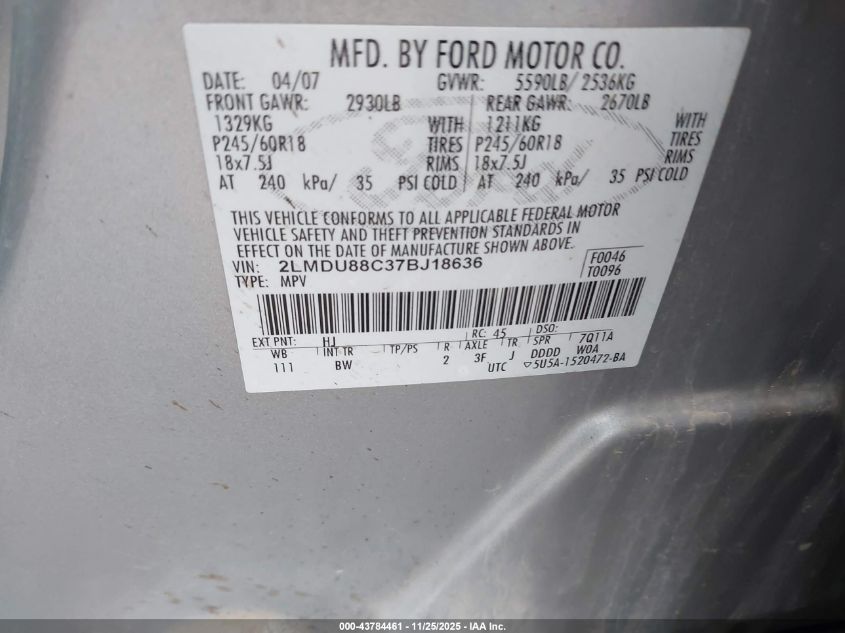 MFD. BY FORD MOTOR CO.
DATE: 04/07 GVWR: 5590LB/ 2536KG
FRONT GAWR: 2930LB REAR GAWR: 2670LB
1329KG WITH 1211KG WITH
P245/60R18 TIRES P245/60R18 TIRES
18x7.5J RIMS 18x7.5J RIMS
AT 240 kPa/ 35 PSI COLD AT 240 kPa/ 35 PSI COLD
THIS VEHICLE CONFORMS TO ALL APPLICABLE FEDERAL MOTOR
VEHICLE SAFETY AND THEFT PREVENTION STANDARDS IN
EFFECT ON THE DATE OF MANUFACTURE SHOWN ABOVE.
VIN: 2LMDU88C37BJ18636 F0046
TYPE: MPV T0096
EXT PNT: HJ RC: 45 DSO:
WB INT TR TP/PS R AXLE TR SPR 7Q11A
111 BW 2 3F J DDDD W0A
UTC ▽5U5A-1520472-BA
000-43784461 - 11/25/2025 - IAA Inc.